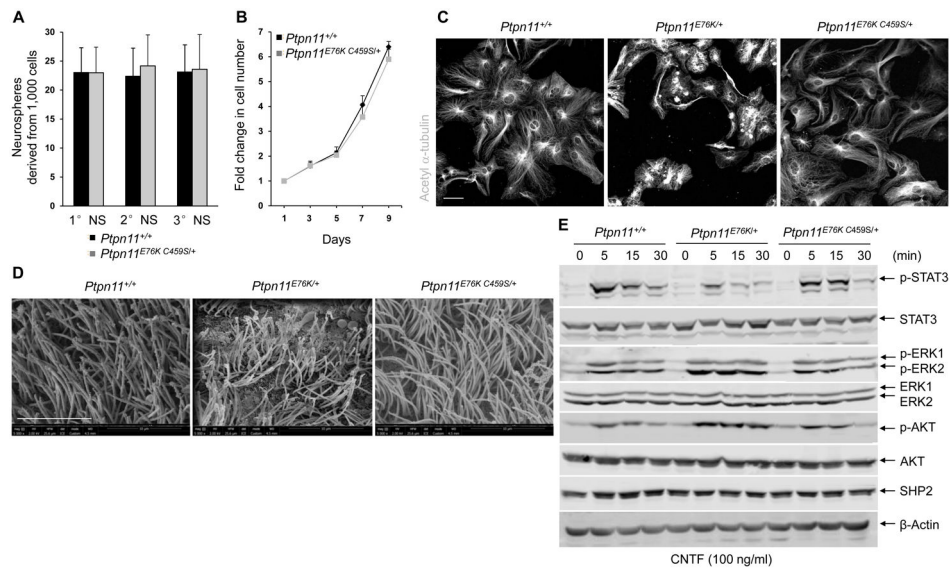 A
Neurospheres
derived from 1,000 cells
30
25
20
15
10
5
0
1° NS 2° NS 3° NS
Ptpn11+/+
Ptpn11E76K C459S/+
B
Ptpn11+/+
Ptpn11E76K C459S/+
Fold change in cell number
7
6
5
4
3
2
1
0
1 3 5 7 9
Days
C
Ptpn11+/+ Ptpn11E76K/+ Ptpn11E76K C459S/+
Acetyl α-tubulin
D
Ptpn11+/+ Ptpn11E76K/+ Ptpn11E76K C459S/+
E
Ptpn11+/+ Ptpn11E76K/+ Ptpn11E76K C459S/+
0 5 15 30 0 5 15 30 0 5 15 30 (min)
p-STAT3
STAT3
p-ERK1
p-ERK2
ERK1
ERK2
p-AKT
AKT
SHP2
β-Actin
CNTF (100 ng/ml)